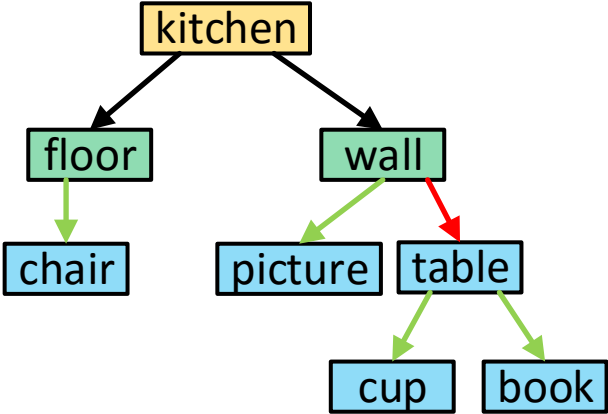 kitchen
floor
wall
chair
picture
table
cup
book